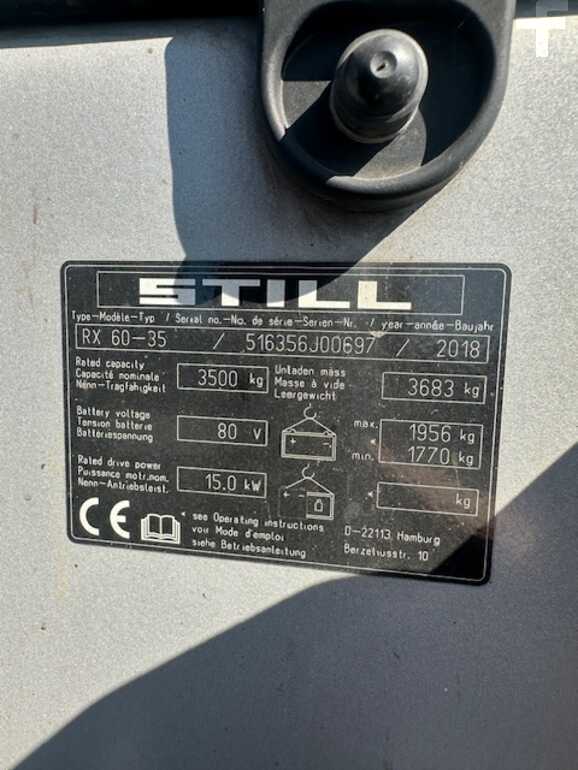 STILL
Type-Modèle-Typ / Serial no.-No. de série-Serien-Nr. / year-année-Baujahr
RX 60-35 / 516356J00697 / 2018
Rated capacity
Capacité nominale
Nenn-Tragfähigkeit
3500 kg
Unladen mass
Masse à vide
Leergewicht
3683 kg
Battery voltage
Tension batterie
Batteriespannung
80 V
max. 1956 kg
*
min. 1770 kg
Rated drive power
Puissance motr.nom.
Nenn-Antriebsleist.
15.0 kW
* kg
CE
* see Operating instructions
voir Mode d'emploi
siehe Betriebsanleitung
D-22113 Hamburg
Berzeliusstr. 10